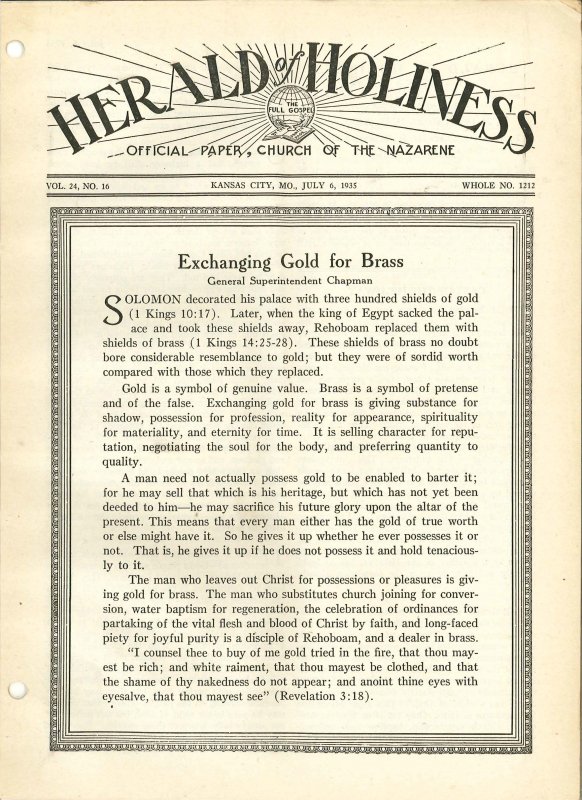 HERALD of HOLINESS
THE
FULL GOSPEL
OFFICIAL PAPER, CHURCH OF THE NAZARENE
VOL. 24, NO. 16 KANSAS CITY, MO., JULY 6, 1935 WHOLE NO. 1212
Exchanging Gold for Brass
General Superintendent Chapman
SOLOMON decorated his palace with three hundred shields of gold
(1 Kings 10:17). Later, when the king of Egypt sacked the pal-
ace and took these shields away, Rehoboam replaced them with
shields of brass (1 Kings 14:25-28). These shields of brass no doubt
bore considerable resemblance to gold; but they were of sordid worth
compared with those which they replaced.
Gold is a symbol of genuine value. Brass is a symbol of pretense
and of the false. Exchanging gold for brass is giving substance for
shadow, possession for profession, reality for appearance, spirituality
for materiality, and eternity for time. It is selling character for repu-
tation, negotiating the soul for the body, and preferring quantity to
quality.
A man need not actually possess gold to be enabled to barter it;
for he may sell that which is his heritage, but which has not yet been
deeded to him—he may sacrifice his future glory upon the altar of the
present. This means that every man either has the gold of true worth
or else might have it. So he gives it up whether he ever possesses it or
not. That is, he gives it up if he does not possess it and hold tenacious-
ly to it.
The man who leaves out Christ for possessions or pleasures is giv-
ing gold for brass. The man who substitutes church joining for conver-
sion, water baptism for regeneration, the celebration of ordinances for
partaking of the vital flesh and blood of Christ by faith, and long-faced
piety for joyful purity is a disciple of Rehoboam, and a dealer in brass.
"I counsel thee to buy of me gold tried in the fire, that thou may-
est be rich; and white raiment, that thou mayest be clothed, and that
the shame of thy nakedness do not appear; and anoint thine eyes with
eyesalve, that thou mayest see" (Revelation 3:18).